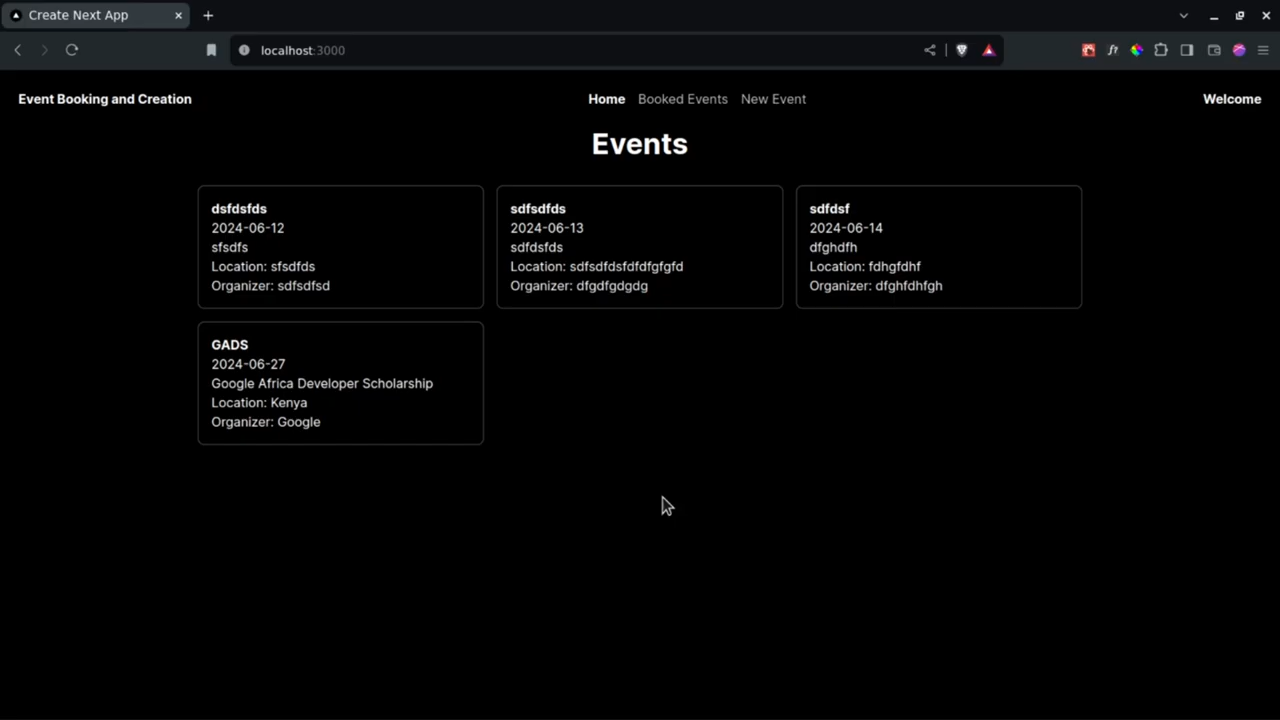 Create Next App
localhost:3000
Event Booking and Creation
Home
Booked Events
New Event
Welcome
Events
dsfdsfds
2024-06-12
sfsdfs
Location: sfsdfds
Organizer: sdfsdfsd
sdfsdfds
2024-06-13
sdfdsfds
Location: sdfsdfdsfdfdfgfgfd
Organizer: dfgdfgdgdg
sdfdsf
2024-06-14
dfghdfh
Location: fdhgfdhf
Organizer: dfghfdhfgh
GADS
2024-06-27
Google Africa Developer Scholarship
Location: Kenya
Organizer: Google